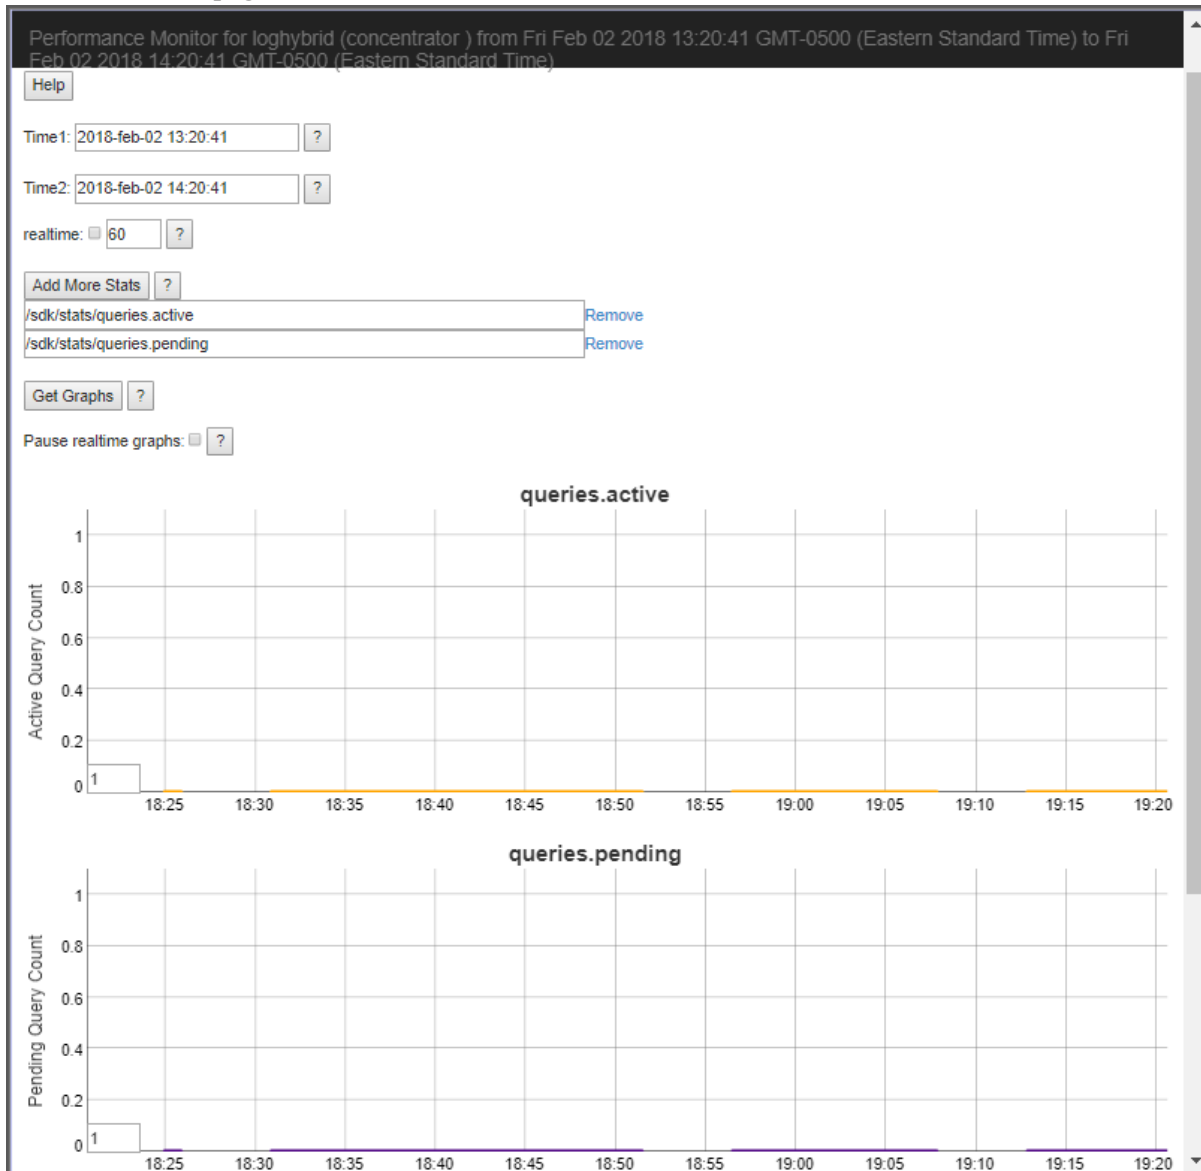 Performance Monitor for loghybrid (concentrator ) from Fri Feb 02 2018 13:20:41 GMT-0500 (Eastern Standard Time) to Fri
Feb 02 2018 14:20:41 GMT-0500 (Eastern Standard Time)
Help
Time1: 2018-feb-02 13:20:41 ?
Time2: 2018-feb-02 14:20:41 ?
realtime: 60 ?
Add More Stats ?
/sdk/stats/queries.active Remove
/sdk/stats/queries.pending Remove
Get Graphs ?
Pause realtime graphs: ?
queries.active
Active Query Count
1
0.8
0.6
0.4
0.2
0 1
18:25 18:30 18:35 18:40 18:45 18:50 18:55 19:00 19:05 19:10 19:15 19:20
queries.pending
Pending Query Count
1
0.8
0.6
0.4
0.2
0 1
18:25 18:30 18:35 18:40 18:45 18:50 18:55 19:00 19:05 19:10 19:15 19:20